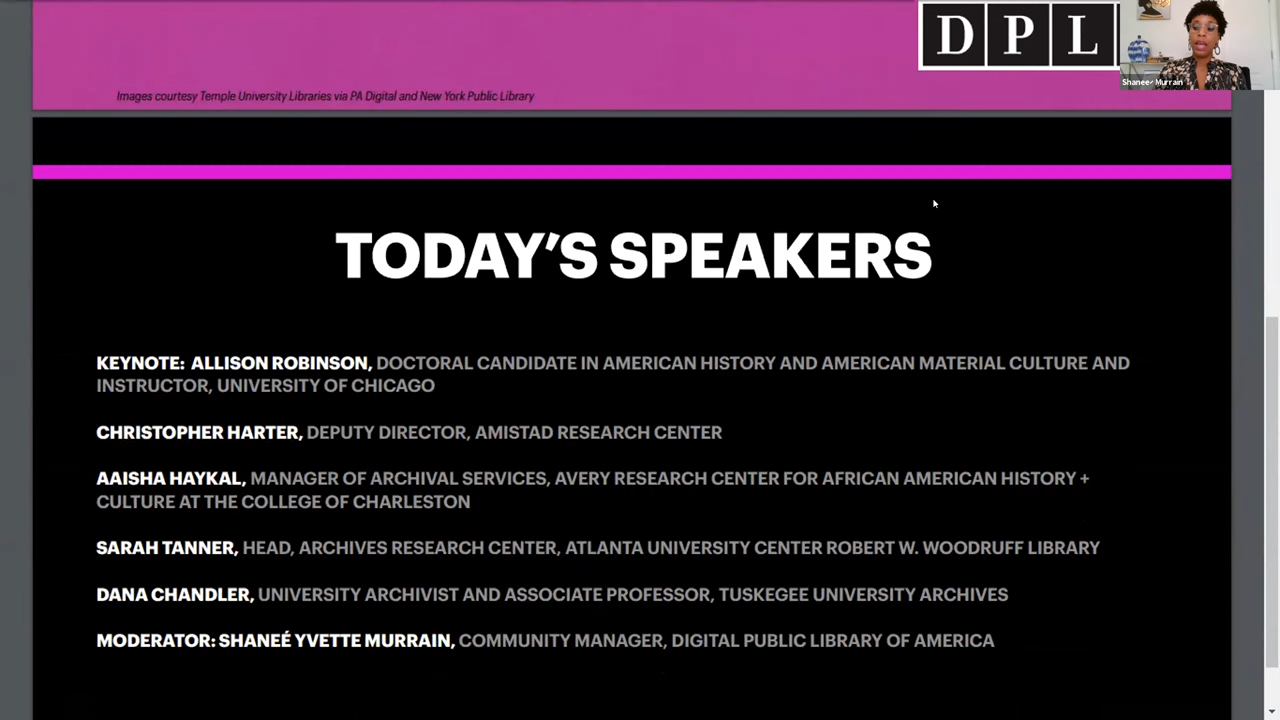 DPL
Shaneé Murrain
Images courtesy Temple University Libraries via PA Digital and New York Public Library
TODAY'S SPEAKERS
KEYNOTE: ALLISON ROBINSON, DOCTORAL CANDIDATE IN AMERICAN HISTORY AND AMERICAN MATERIAL CULTURE AND
INSTRUCTOR, UNIVERSITY OF CHICAGO
CHRISTOPHER HARTER, DEPUTY DIRECTOR, AMISTAD RESEARCH CENTER
AAISHA HAYKAL, MANAGER OF ARCHIVAL SERVICES, AVERY RESEARCH CENTER FOR AFRICAN AMERICAN HISTORY +
CULTURE AT THE COLLEGE OF CHARLESTON
SARAH TANNER, HEAD, ARCHIVES RESEARCH CENTER, ATLANTA UNIVERSITY CENTER ROBERT W. WOODRUFF LIBRARY
DANA CHANDLER, UNIVERSITY ARCHIVIST AND ASSOCIATE PROFESSOR, TUSKEGEE UNIVERSITY ARCHIVES
MODERATOR: SHANEÉ YVETTE MURRAIN, COMMUNITY MANAGER, DIGITAL PUBLIC LIBRARY OF AMERICA